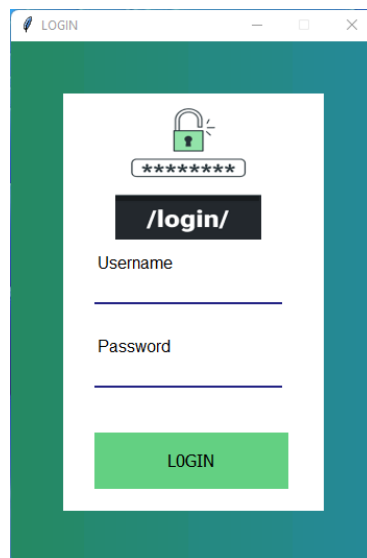 LOGIN
********
/login/
Username
Password
L0GIN